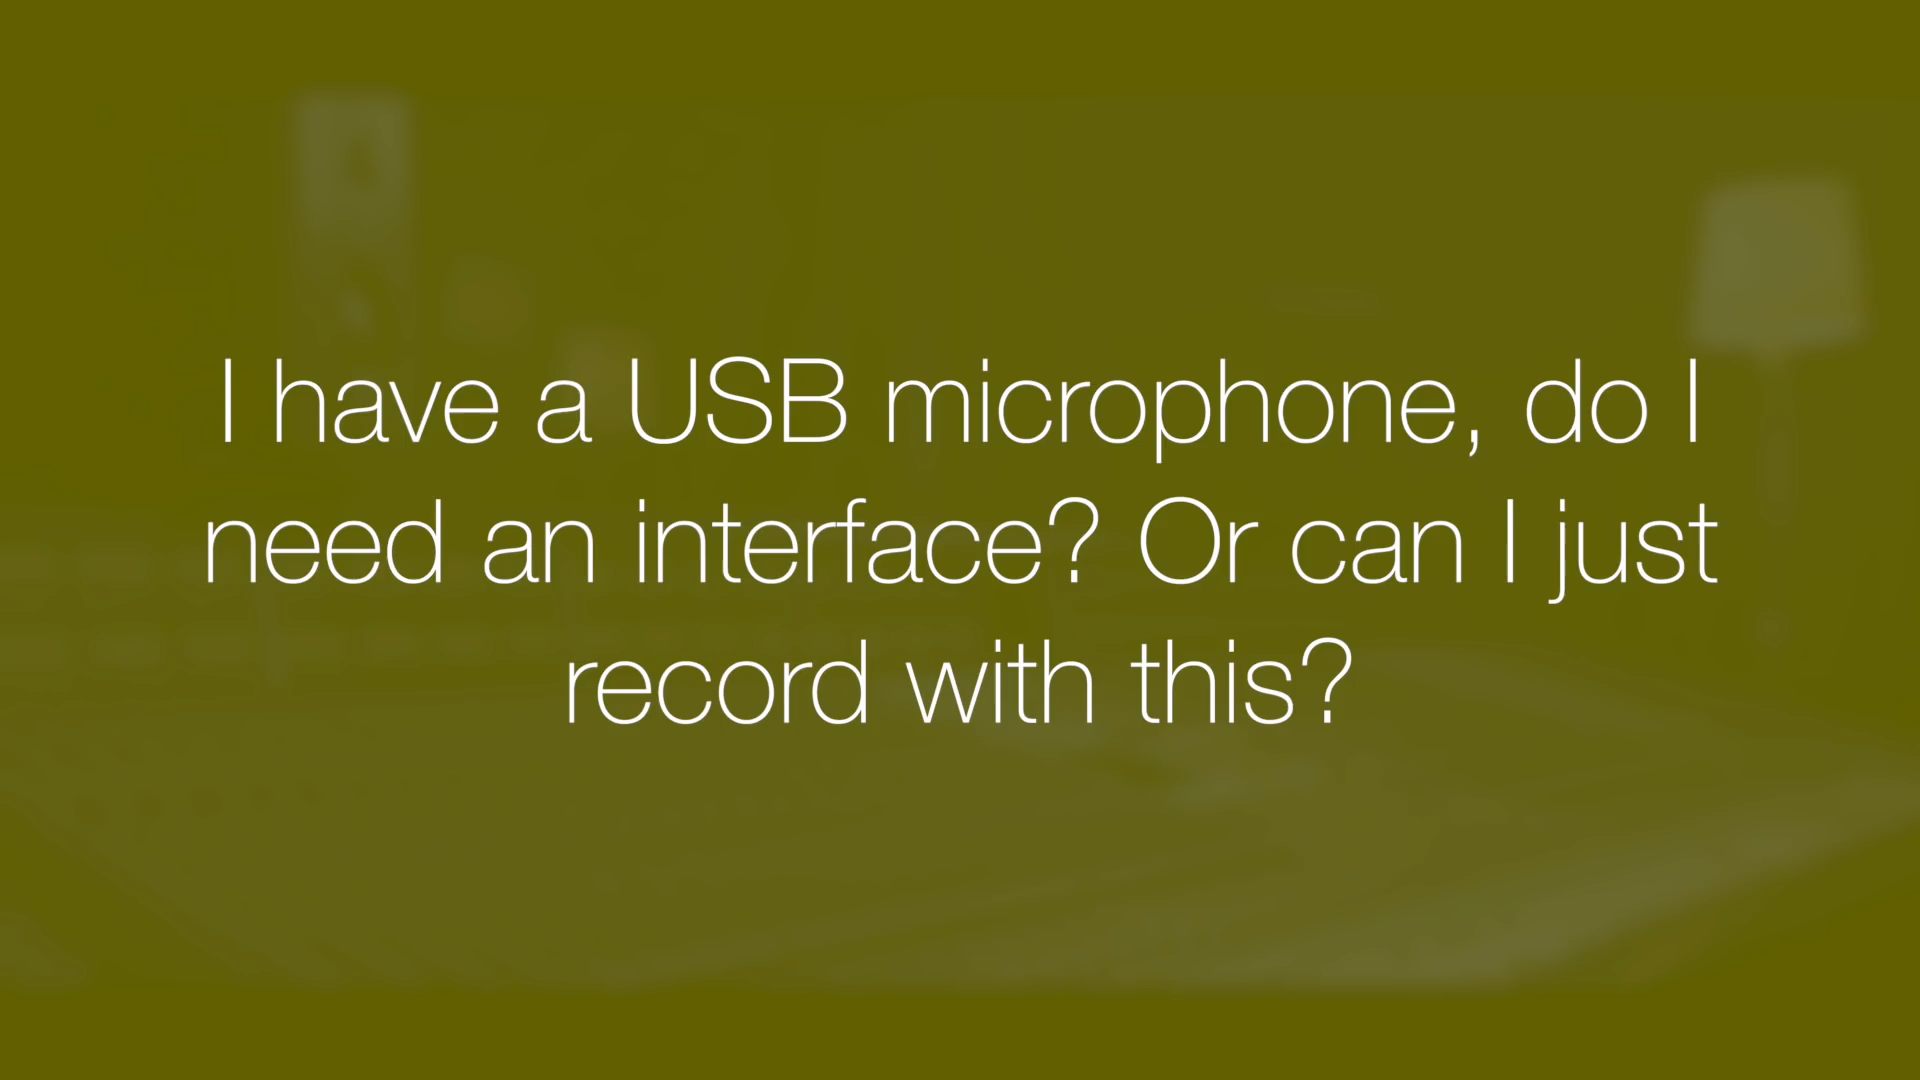 I have a USB microphone, do I
need an interface? Or can I just
record with this?